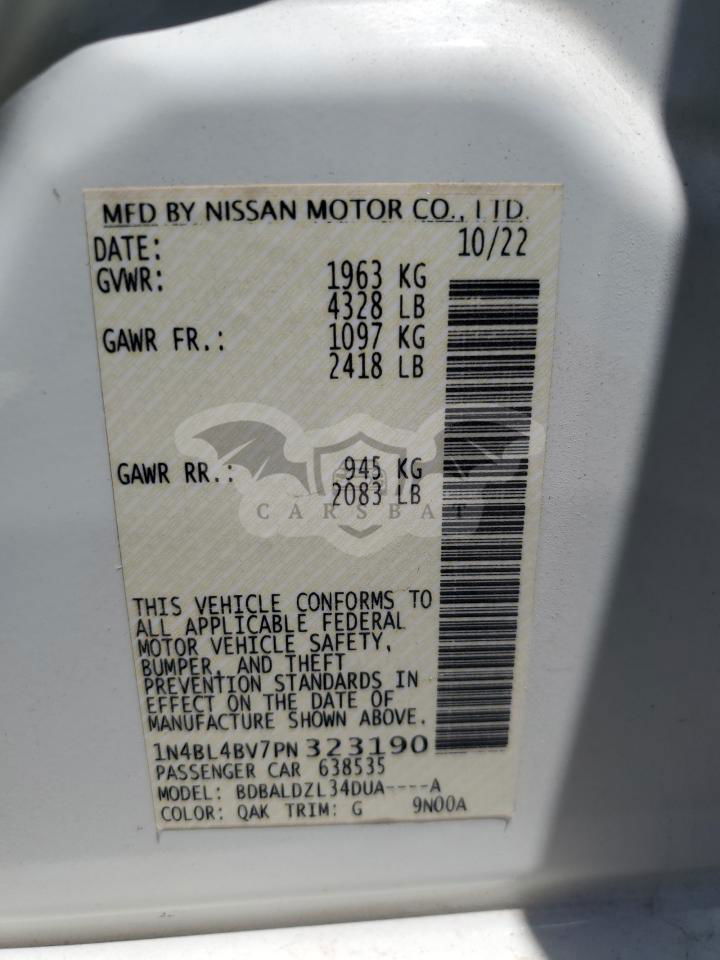 MFD BY NISSAN MOTOR CO., LTD.
DATE: 10/22
GVWR: 1963 KG
4328 LB
GAWR FR.: 1097 KG
2418 LB
GAWR RR.: 945 KG
2083 LB
CARSBAT
THIS VEHICLE CONFORMS TO
ALL APPLICABLE FEDERAL
MOTOR VEHICLE SAFETY,
BUMPER, AND THEFT
PREVENTION STANDARDS IN
EFFECT ON THE DATE OF
MANUFACTURE SHOWN ABOVE.
1N4BL4BV7PN323190
PASSENGER CAR 638535
MODEL: BDBALDZL34DUA----A
COLOR: QAK TRIM: G 9N00A